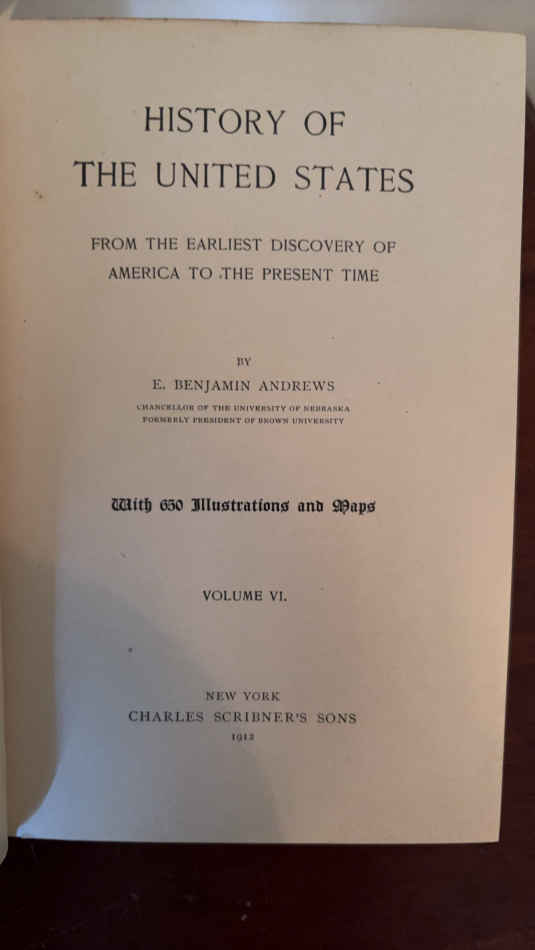 HISTORY OF
THE UNITED STATES
FROM THE EARLIEST DISCOVERY OF
AMERICA TO THE PRESENT TIME
BY
E. BENJAMIN ANDREWS
CHANCELLOR OF THE UNIVERSITY OF NEBRASKA
FORMERLY PRESIDENT OF BROWN UNIVERSITY
With 650 Illustrations and Maps
VOLUME VI.
NEW YORK
CHARLES SCRIBNER'S SONS
1912